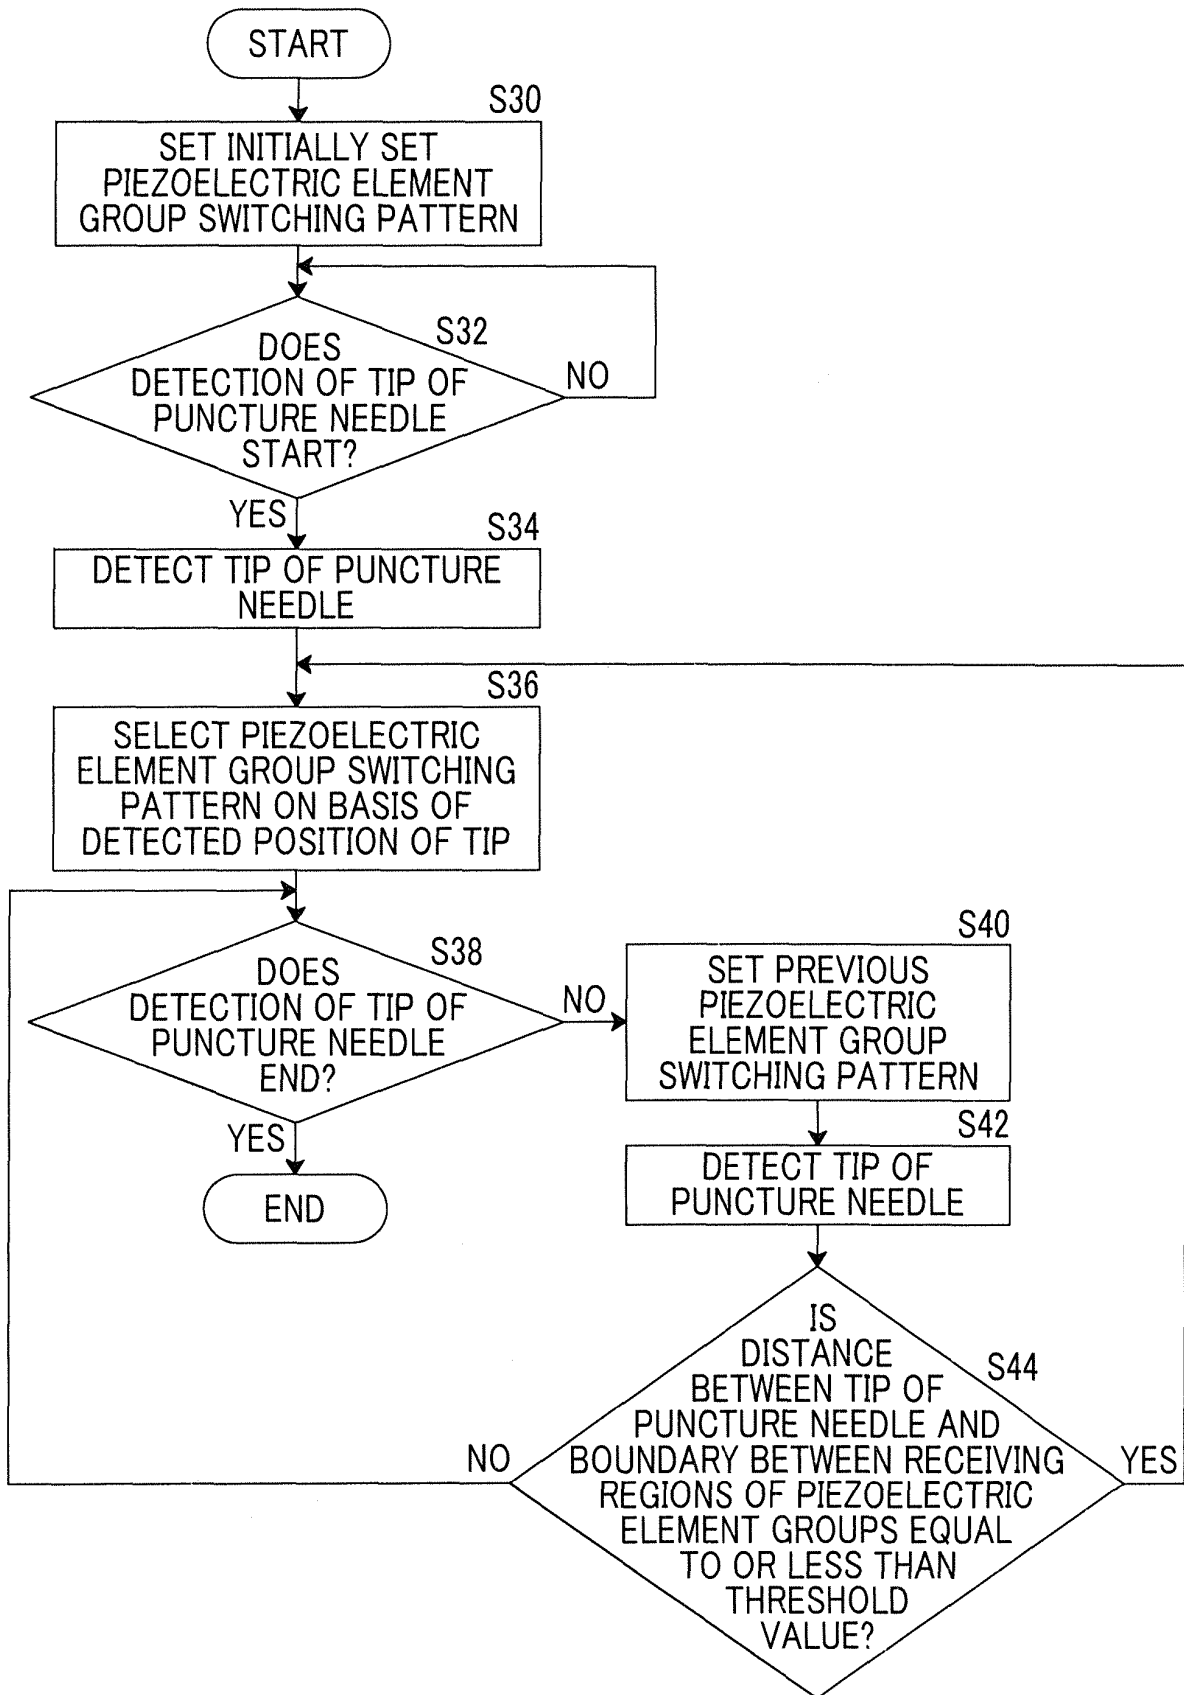 START
S30
SET INITIALLY SET
PIEZOELECTRIC ELEMENT
GROUP SWITCHING PATTERN
S32
DOES
DETECTION OF TIP OF
PUNCTURE NEEDLE
START?
NO
YES
S34
DETECT TIP OF PUNCTURE
NEEDLE
S36
SELECT PIEZOELECTRIC
ELEMENT GROUP SWITCHING
PATTERN ON BASIS OF
DETECTED POSITION OF TIP
S38
DOES
DETECTION OF TIP OF
PUNCTURE NEEDLE
END?
NO
YES
END
S40
SET PREVIOUS
PIEZOELECTRIC
ELEMENT GROUP
SWITCHING PATTERN
S42
DETECT TIP OF
PUNCTURE NEEDLE
S44
IS
DISTANCE
BETWEEN TIP OF
PUNCTURE NEEDLE AND
BOUNDARY BETWEEN RECEIVING
REGIONS OF PIEZOELECTRIC
ELEMENT GROUPS EQUAL
TO OR LESS THAN
THRESHOLD
VALUE?
NO
YES